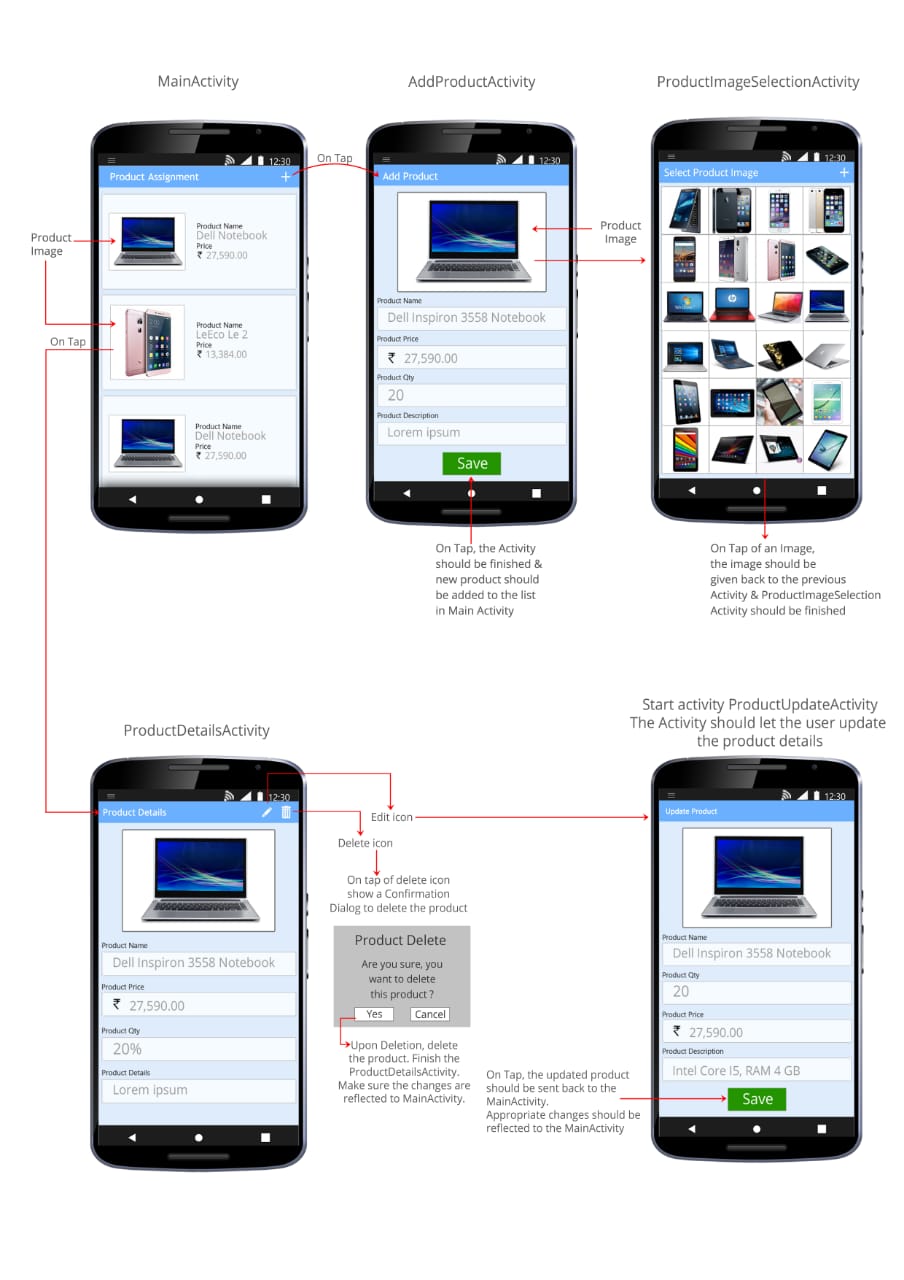 MainActivity
AddProductActivity
ProductImageSelectionActivity
12:30
Product Assignment
+
Product Name
Dell Notebook
Price
₹ 27,590.00
Product Name
LeEco Le 2
Price
₹ 13,384.00
Product Name
Dell Notebook
Price
₹ 27,590.00
Product
Image
On Tap
On Tap
12:30
Add Product
Product Name
Dell Inspiron 3558 Notebook
Product Price
₹ 27,590.00
Product Qty
20
Product Description
Lorem ipsum
Save
Product
Image
12:30
Select Product Image
+
On Tap, the Activity
should be finished &
new product should
be added to the list
in Main Activity
On Tap of an Image,
the image should be
given back to the previous
Activity & ProductImageSelection
Activity should be finished
ProductDetailsActivity
Start activity ProductUpdateActivity
The Activity should let the user update
the product details
12:30
Product Details
Product Name
Dell Inspiron 3558 Notebook
Product Price
₹ 27,590.00
Product Qty
20%
Product Details
Lorem ipsum
Edit icon
Delete icon
On tap of delete icon
show a Confirmation
Dialog to delete the product
Product Delete
Are you sure, you
want to delete
this product ?
Yes
Cancel
Upon Deletion, delete
the product. Finish the
ProductDetailsActivity.
Make sure the changes are
reflected to MainActivity.
12:30
Update Product
Product Name
Dell Inspiron 3558 Notebook
Product Qty
20
Product Price
₹ 27,590.00
Product Description
Intel Core I5, RAM 4 GB
Save
On Tap, the updated product
should be sent back to the
MainActivity.
Appropriate changes should be
reflected to the MainActivity